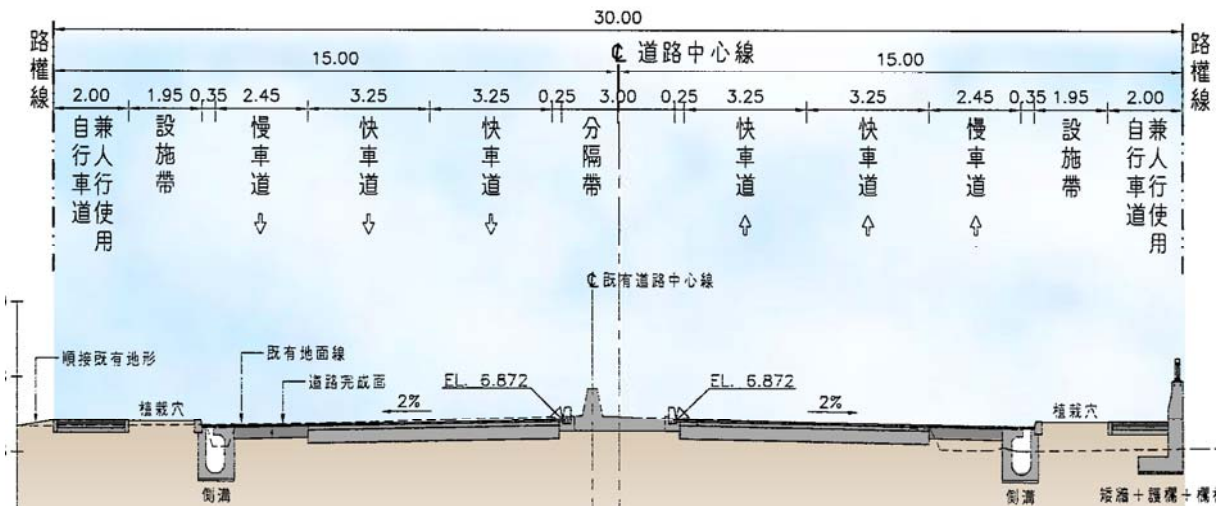 30.00
路權線
15.00
℄ 道路中心線
15.00
路權線
2.00 1.95 0.35 2.45 3.25 3.25 0.25 3.00 0.25 3.25 3.25 2.45 0.35 1.95 2.00
兼人行使用
自行車道
設施帶
慢車道
快車道
快車道
分隔帶
快車道
快車道
慢車道
設施帶
兼人行使用
自行車道
℄ 既有道路中心線
順接既有地形
既有地面線
道路完成面
植栽穴
2%
EL. 6.872
EL. 6.872
2%
植栽穴
側溝
側溝
矮牆+護欄+欄